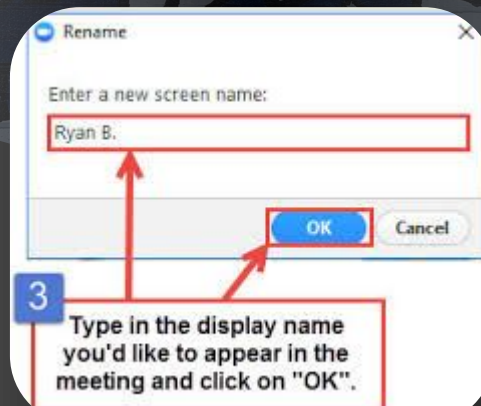 Rename
Enter a new screen name:
Ryan B.
OK
Cancel
3
Type in the display name
you'd like to appear in the
meeting and click on "OK".